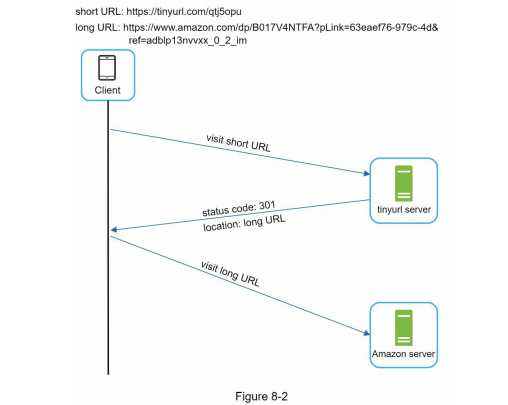 short URL: https://tinyurl.com/qtj5opu
long URL: https://www.amazon.com/dp/B017V4NTFA?pLink=63eaef76-979c-4d&
ref=adblp13nvvxx_0_2_im
Client
visit short URL
tinyurl server
status code: 301
location: long URL
visit long URL
Amazon server
Figure 8-2